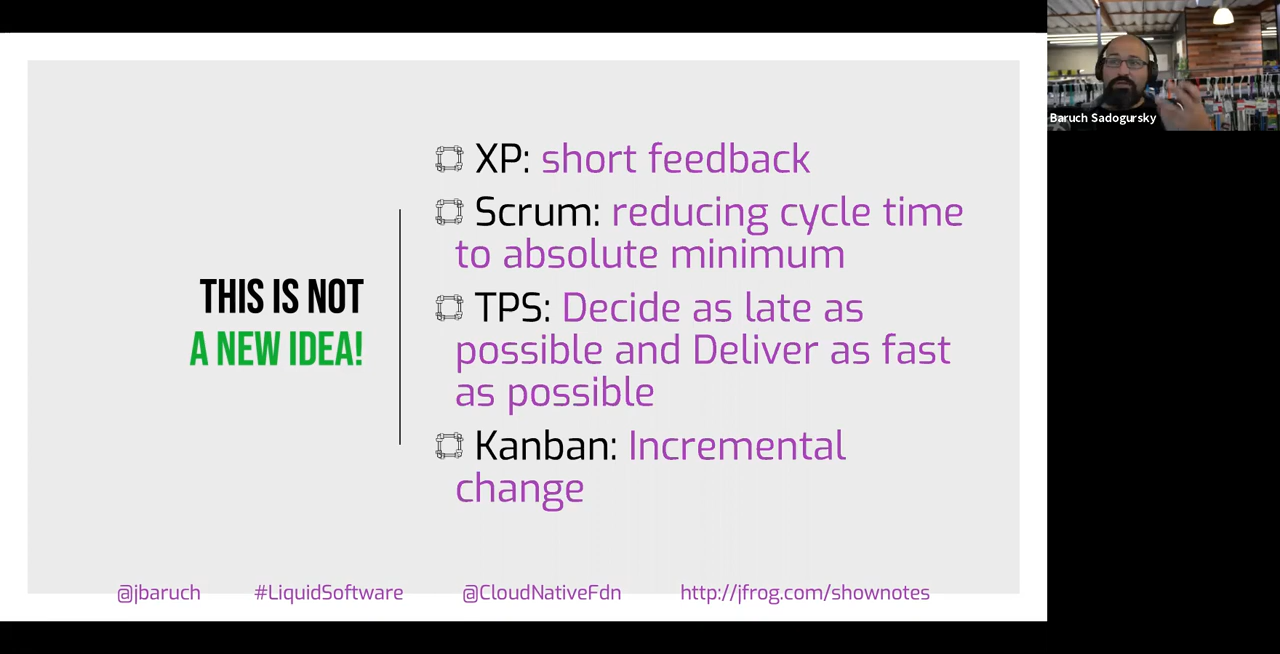 THIS IS NOT
A NEW IDEA!
XP: short feedback
Scrum: reducing cycle time
to absolute minimum
TPS: Decide as late as
possible and Deliver as fast
as possible
Kanban: Incremental
change
@jbaruch #LiquidSoftware @CloudNativeFdn http://jfrog.com/shownotes
Baruch Sadogursky